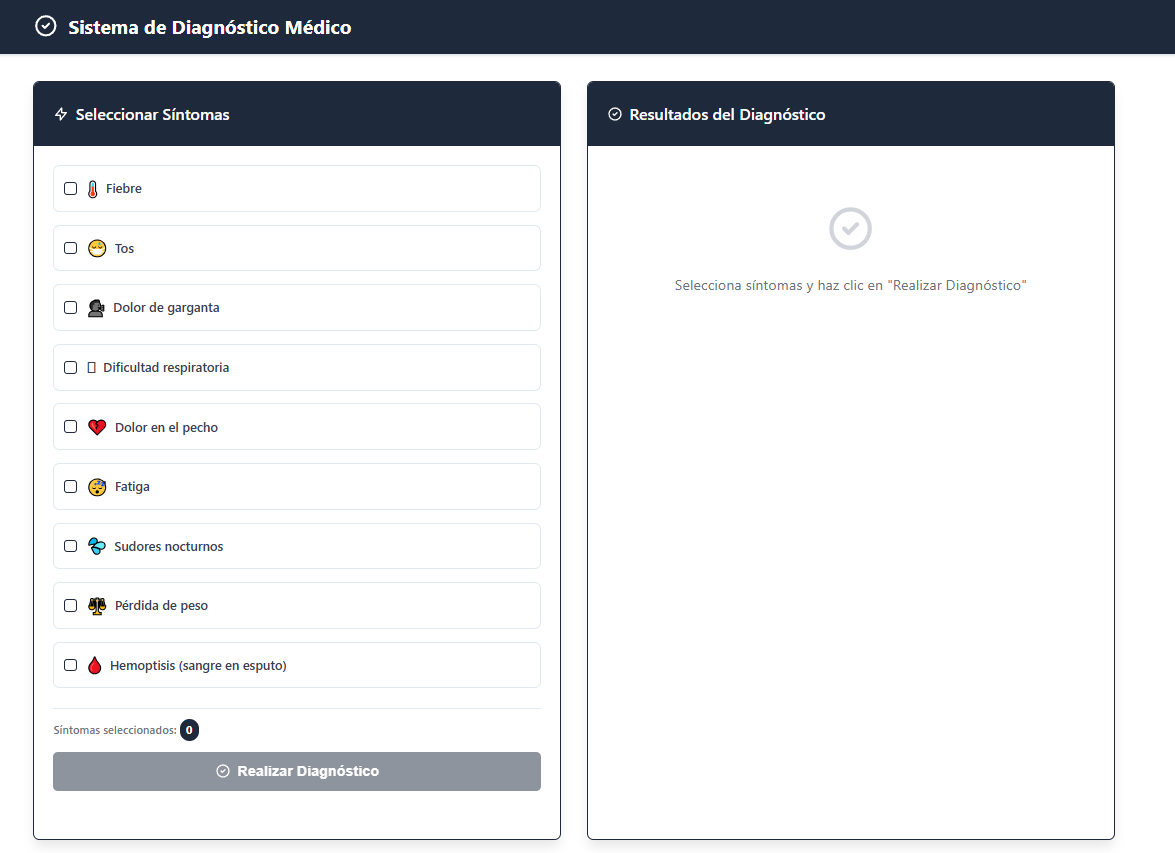 Sistema de Diagnóstico Médico
Seleccionar Síntomas
Fiebre
Tos
Dolor de garganta
Dificultad respiratoria
Dolor en el pecho
Fatiga
Sudores nocturnos
Pérdida de peso
Hemoptisis (sangre en esputo)
Síntomas seleccionados: 0
Realizar Diagnóstico
Resultados del Diagnóstico
Selecciona síntomas y haz clic en "Realizar Diagnóstico"